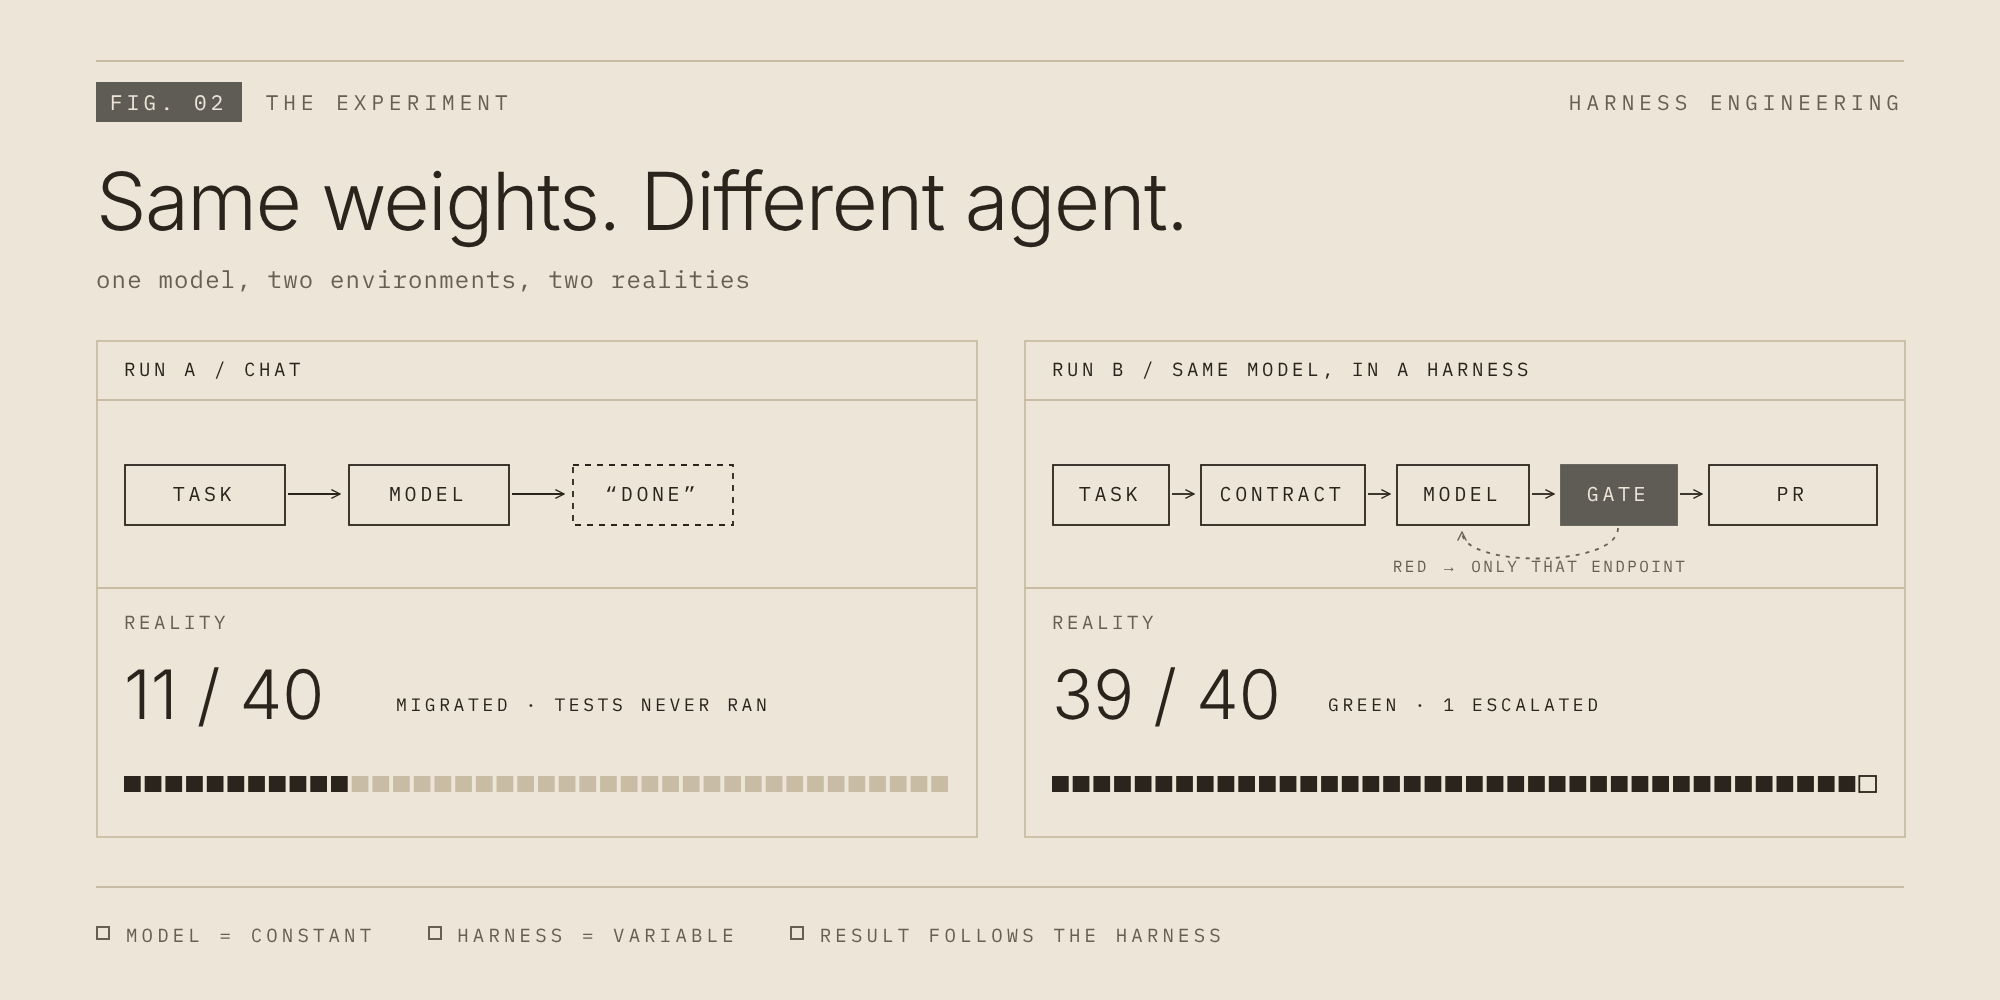 FIG. 02 THE EXPERIMENT HARNESS ENGINEERING
Same weights. Different agent.
one model, two environments, two realities
RUN A / CHAT
TASK MODEL “DONE”
REALITY
11 / 40 MIGRATED · TESTS NEVER RAN
RUN B / SAME MODEL, IN A HARNESS
TASK CONTRACT MODEL GATE PR
RED → ONLY THAT ENDPOINT
REALITY
39 / 40 GREEN · 1 ESCALATED
MODEL = CONSTANT HARNESS = VARIABLE RESULT FOLLOWS THE HARNESS